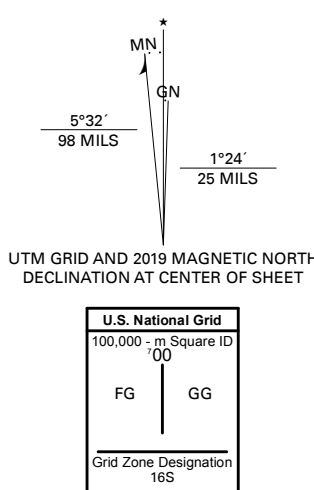 ★
MN
GN
5°32´
98 MILS
1°24´
25 MILS
UTM GRID AND 2019 MAGNETIC NORTH
DECLINATION AT CENTER OF SHEET
U.S. National Grid
100,000 - m Square ID
⁷00
FG GG
Grid Zone Designation
16S